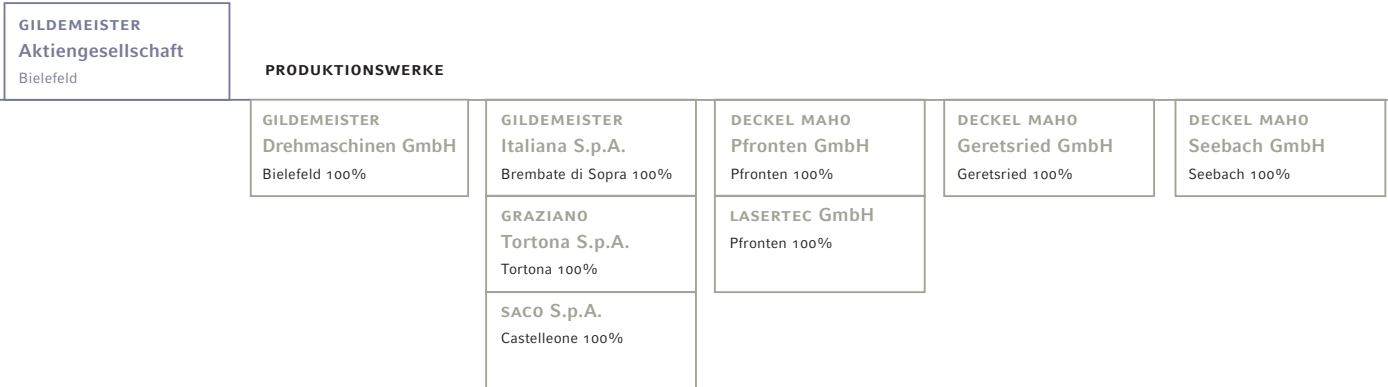 GILDEMEISTER
Aktiengesellschaft
Bielefeld
PRODUKTIONSWERKE
GILDEMEISTER
Drehmaschinen GmbH
Bielefeld 100%
GILDEMEISTER
Italiana S.p.A.
Brembate di Sopra 100%
GRAZIANO
Tortona S.p.A.
Tortona 100%
SACO S.p.A.
Castelleone 100%
DECKEL MAHO
Pfronten GmbH
Pfronten 100%
LASERTEC GmbH
Pfronten 100%
DECKEL MAHO
Geretsried GmbH
Geretsried 100%
DECKEL MAHO
Seebach GmbH
Seebach 100%